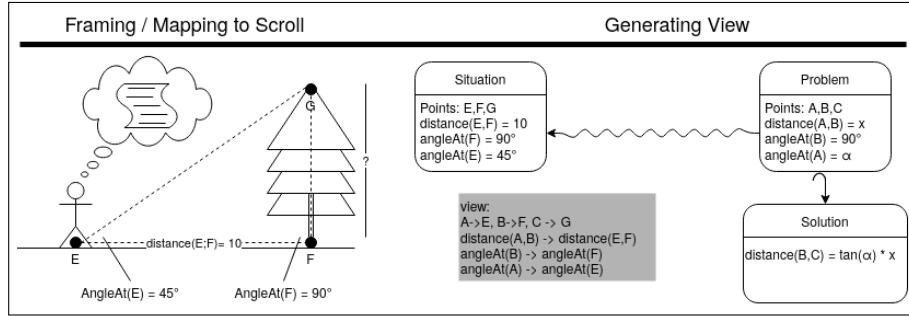 Framing / Mapping to Scroll
Generating View
G
?
E
distance(E;F)= 10
F
AngleAt(E) = 45°
AngleAt(F) = 90°
Situation
Points: E,F,G
distance(E,F) = 10
angleAt(F) = 90°
angleAt(E) = 45°
Problem
Points: A,B,C
distance(A,B) = x
angleAt(B) = 90°
angleAt(A) = α
view:
A->E, B->F, C -> G
distance(A,B) -> distance(E,F)
angleAt(B) -> angleAt(F)
angleAt(A) -> angleAt(E)
Solution
distance(B,C) = tan(α) * x